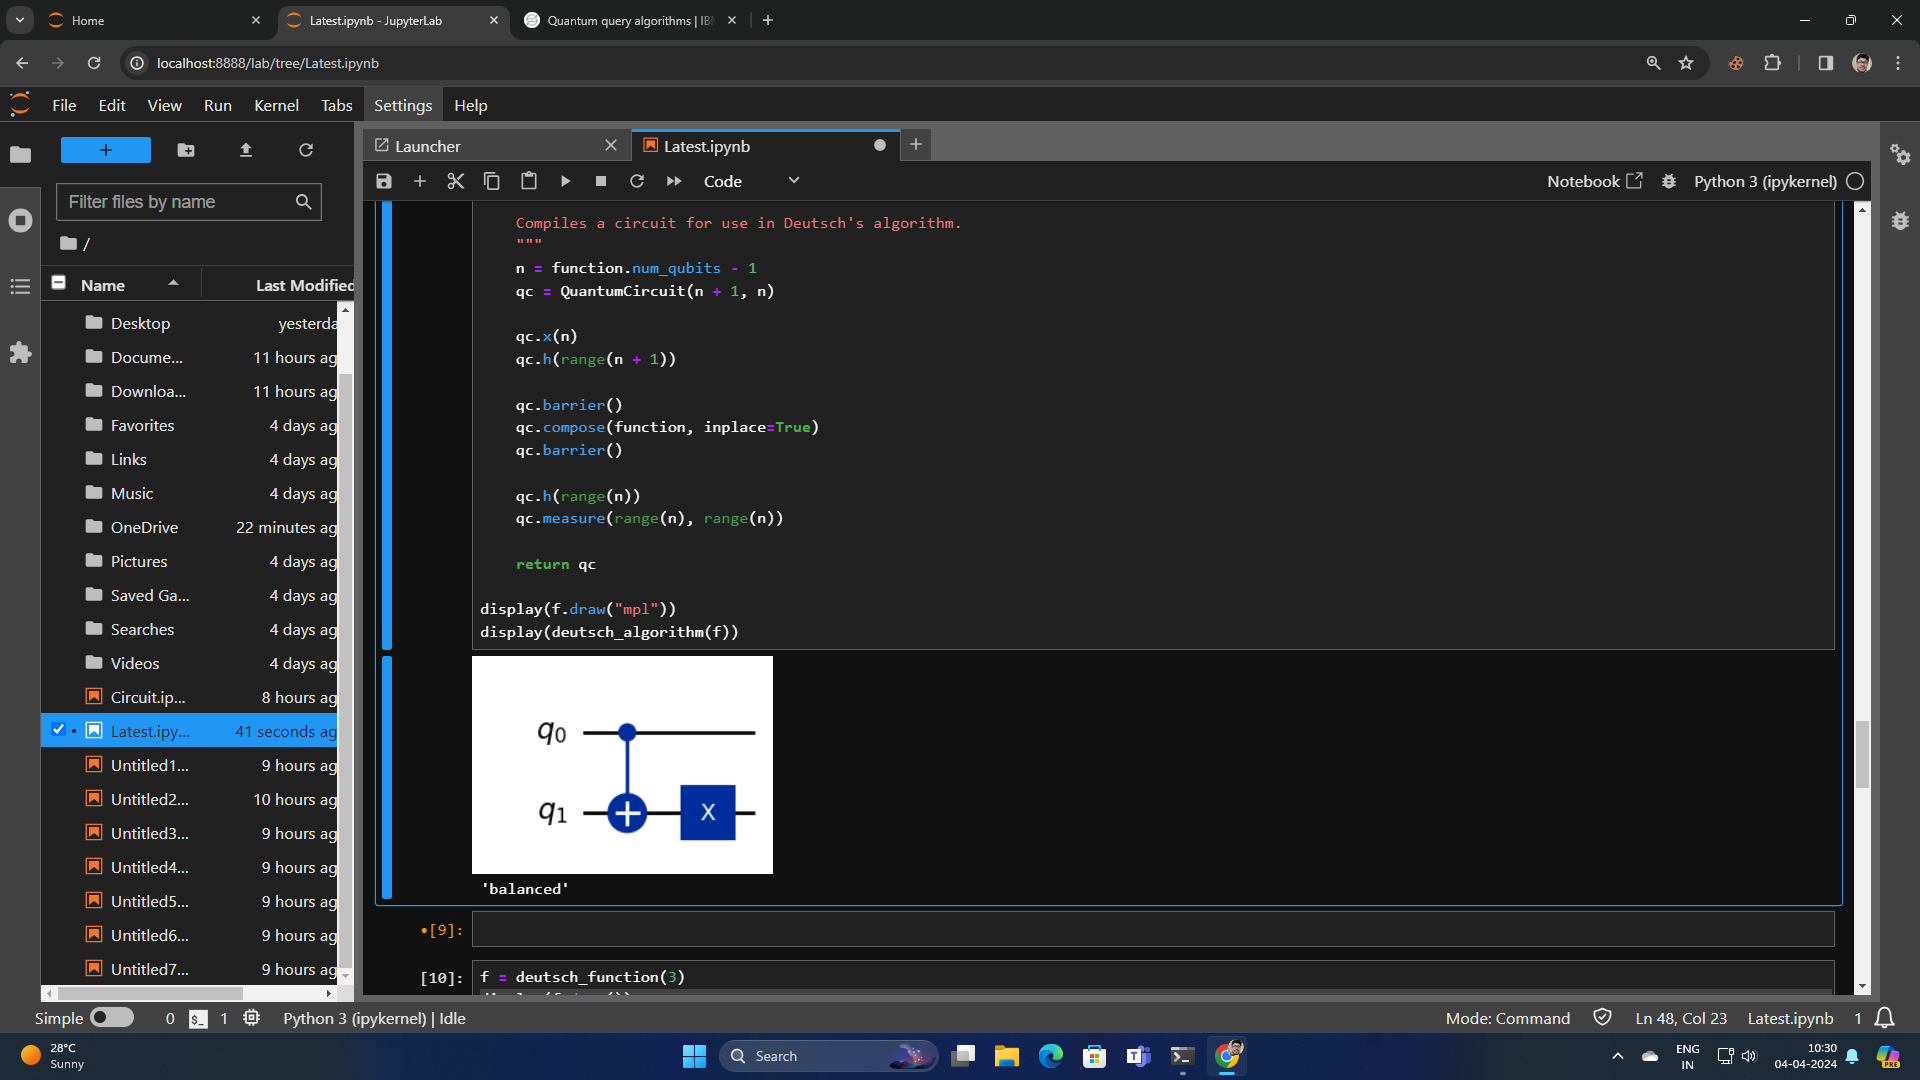 Home
Latest.ipynb - JupyterLab
Quantum query algorithms | IB
localhost:8888/lab/tree/Latest.ipynb
File Edit View Run Kernel Tabs Settings Help
Launcher
Latest.ipynb
Code
Notebook
Python 3 (ipykernel)
Filter files by name
/
Name Last Modified
Desktop yesterda
Docume... 11 hours ag
Downloa... 11 hours ag
Favorites 4 days ag
Links 4 days ag
Music 4 days ag
OneDrive 22 minutes ag
Pictures 4 days ag
Saved Ga... 4 days ag
Searches 4 days ag
Videos 4 days ag
Circuit.ip... 8 hours ag
Latest.ipy... 41 seconds ag
Untitled1... 9 hours ag
Untitled2... 10 hours ag
Untitled3... 9 hours ag
Untitled4... 9 hours ag
Untitled5... 9 hours ag
Untitled6... 9 hours ag
Untitled7... 9 hours ag
Compiles a circuit for use in Deutsch's algorithm.
"""
n = function.num_qubits - 1
qc = QuantumCircuit(n + 1, n)
qc.x(n)
qc.h(range(n + 1))
qc.barrier()
qc.compose(function, inplace=True)
qc.barrier()
qc.h(range(n))
qc.measure(range(n), range(n))
return qc
display(f.draw("mpl"))
display(deutsch_algorithm(f))
q0
q1
X
'balanced'
•[9]:
[10]: f = deutsch_function(3)
Simple 0 $_ 1 Python 3 (ipykernel) | Idle
Mode: Command Ln 48, Col 23 Latest.ipynb 1
28°C
Sunny
Search
ENG
IN
10:30
04-04-2024
PRE